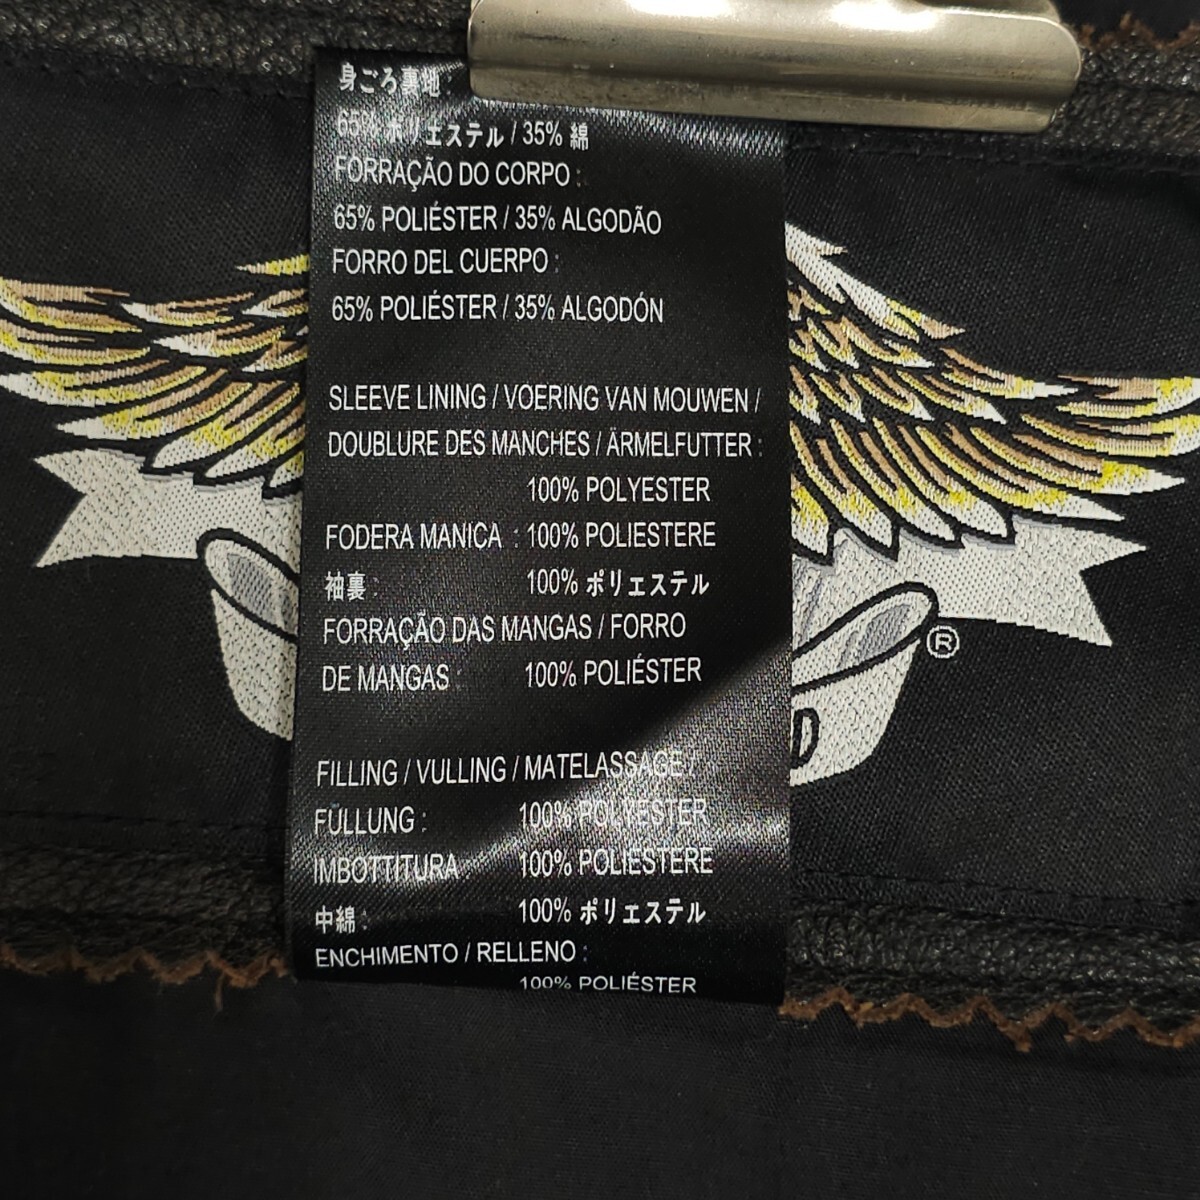 身ごろ裏地:
65% ポリエステル / 35% 綿
FORRAÇÃO DO CORPO :
65% POLIÉSTER / 35% ALGODÃO
FORRO DEL CUERPO :
65% POLIÉSTER / 35% ALGODÓN
SLEEVE LINING / VOERING VAN MOUWEN /
DOUBLURE DES MANCHES / ÄRMELFUTTER :
100% POLYESTER
FODERA MANICA : 100% POLIESTERE
袖裏: 100% ポリエステル
FORRAÇÃO DAS MANGAS / FORRO
DE MANGAS : 100% POLIÉSTER
FILLING / VULLING / MATELASSAGE /
FÜLLUNG : 100% POLYESTER
IMBOTTITURA 100% POLIESTERE
中綿: 100% ポリエステル
ENCHIMENTO / RELLENO :
100% POLIÉSTER
®